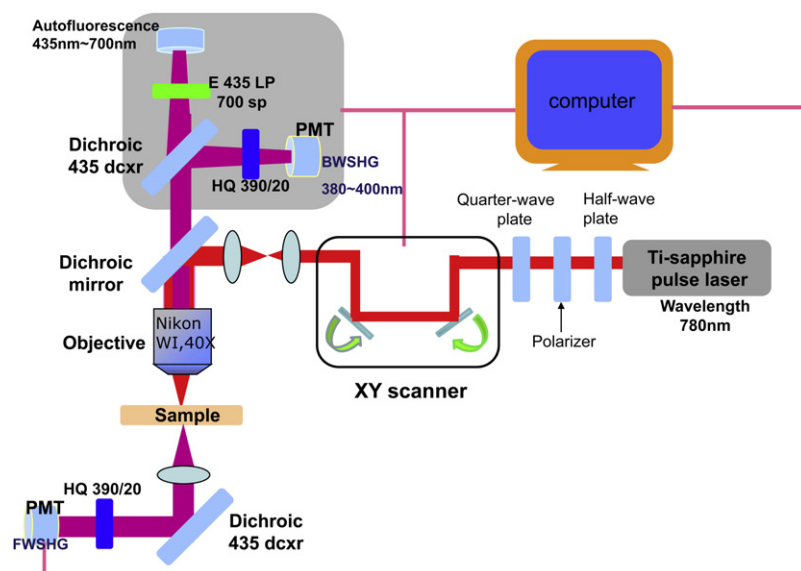 Autofluorescence
435nm~700nm
E 435 LP
700 sp
PMT
Dichroic
435 dcxr
HQ 390/20
BWSHG
380~400nm
computer
Quarter-wave
plate
Half-wave
plate
Ti-sapphire
pulse laser
Wavelength
780nm
Polarizer
Dichroic
mirror
Nikon
WI,40X
Objective
XY scanner
Sample
HQ 390/20
PMT
FWSHG
Dichroic
435 dcxr